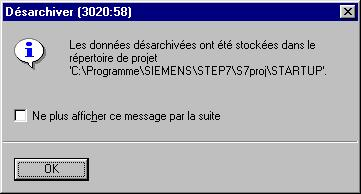 Désarchiver (3020:58)
Les données désarchivées ont été stockées dans le
répertoire de projet
'C:\Programme\SIEMENS\STEP7\S7proj\STARTUP'.
Ne plus afficher ce message par la suite
OK